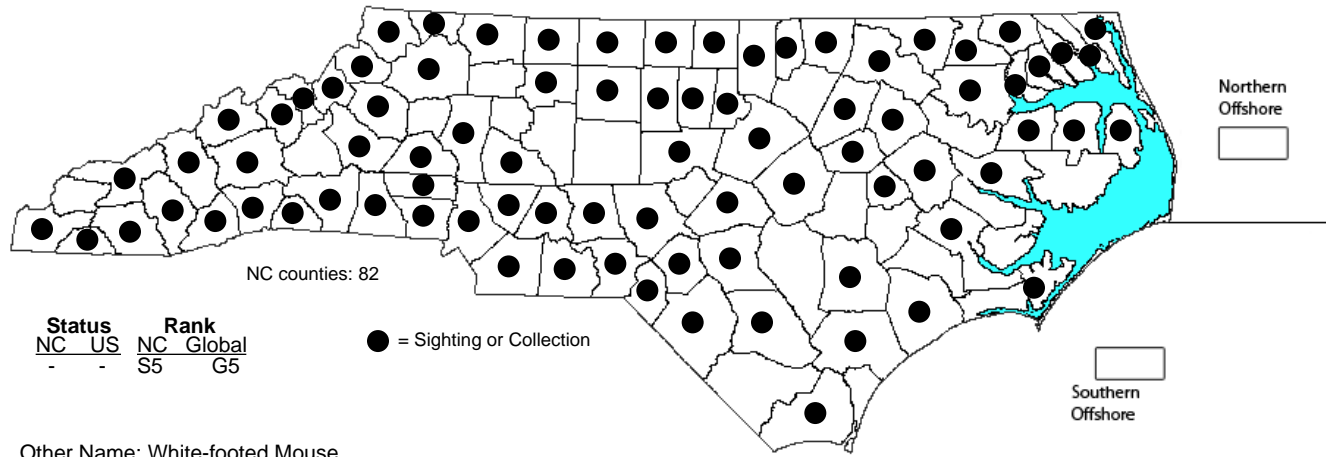 Northern
Offshore
NC counties: 82
Status Rank
NC US NC Global
- - S5 G5
= Sighting or Collection
Southern
Offshore
Other Name: White-footed Mouse